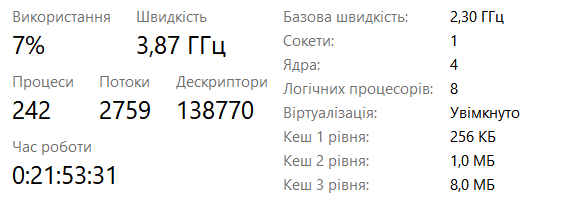 Використання Швидкість
7% 3,87 ГГц
Процеси Потоки Дескриптори
242 2759 138770
Час роботи
0:21:53:31
Базова швидкість: 2,30 ГГц
Сокети: 1
Ядра: 4
Логічних процесорів: 8
Віртуалізація: Увімкнуто
Кеш 1 рівня: 256 КБ
Кеш 2 рівня: 1,0 МБ
Кеш 3 рівня: 8,0 МБ